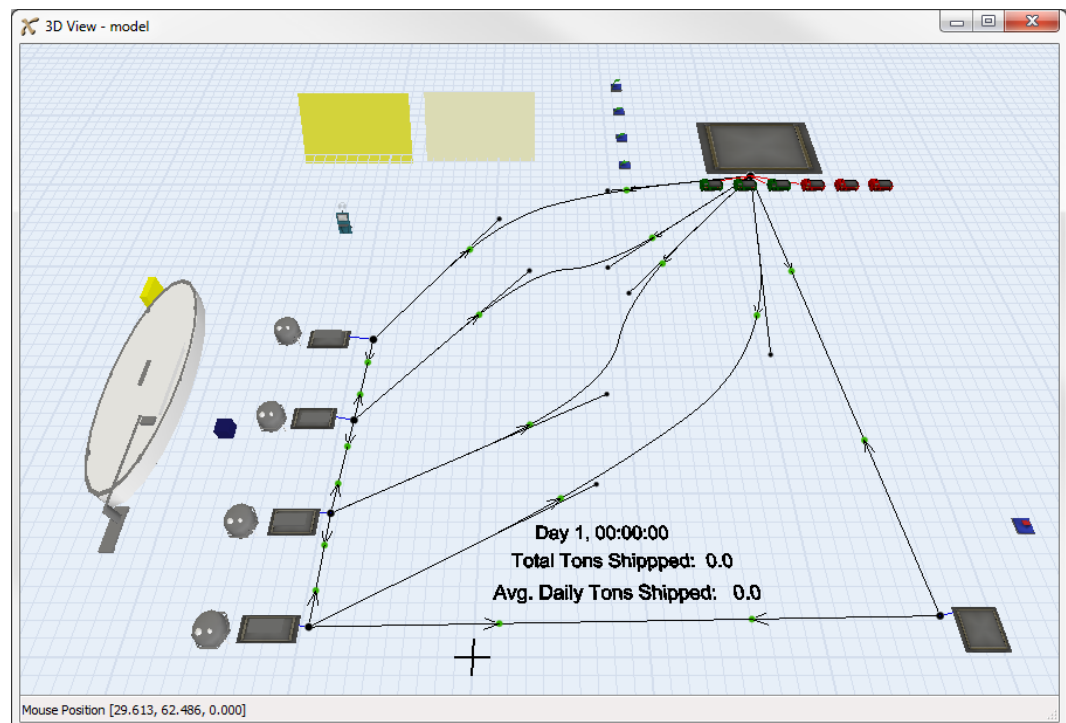 3D View - model
Day 1, 00:00:00
Total Tons Shippped: 0.0
Avg. Daily Tons Shipped: 0.0
Mouse Position [29.613, 62.486, 0.000]